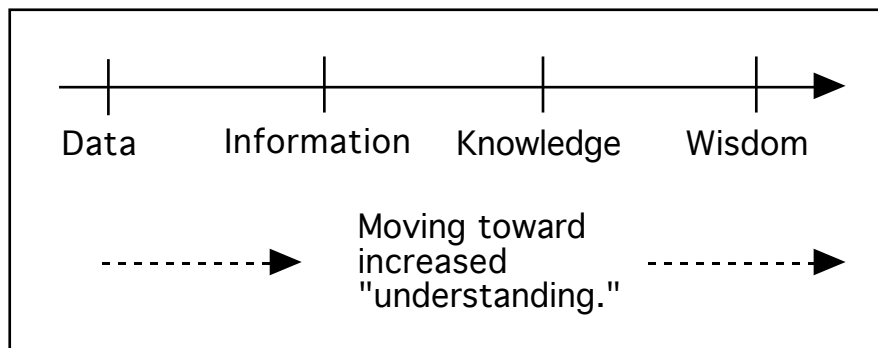 Data Information Knowledge Wisdom
Moving toward
increased
"understanding."